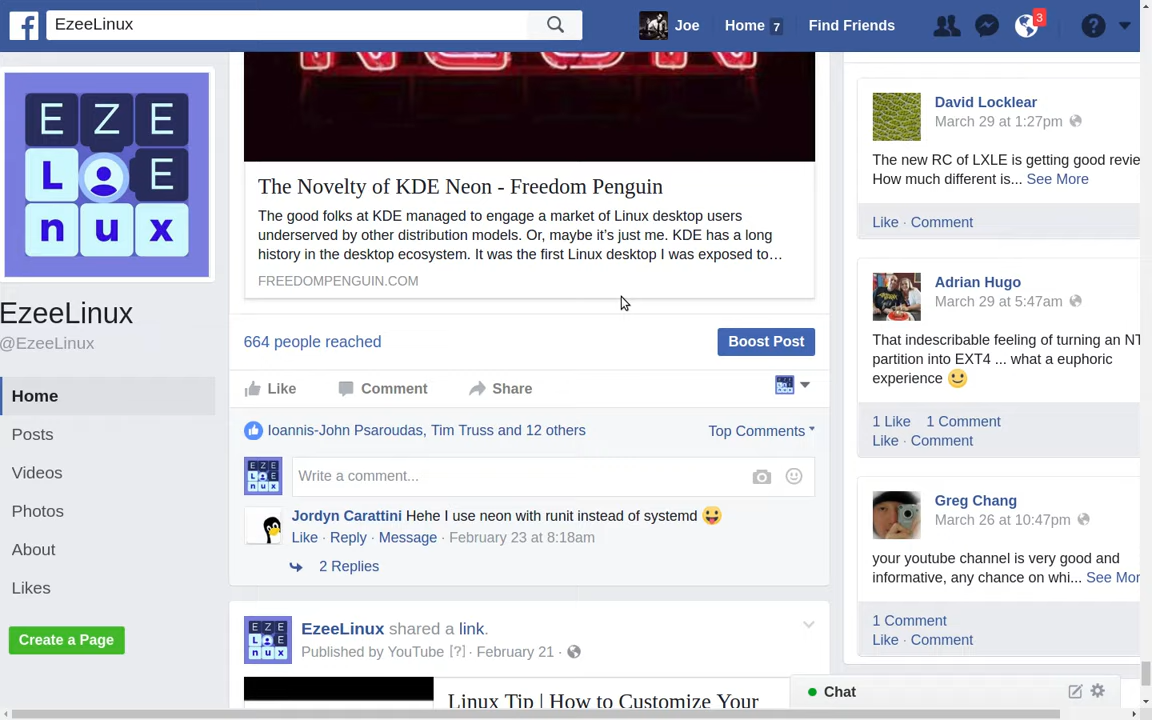 EzeeLinux
Joe
Home 7
Find Friends
3
E Z E
L E
n u x
EzeeLinux
@EzeeLinux
Home
Posts
Videos
Photos
About
Likes
Create a Page
The Novelty of KDE Neon - Freedom Penguin
The good folks at KDE managed to engage a market of Linux desktop users
underserved by other distribution models. Or, maybe it's just me. KDE has a long
history in the desktop ecosystem. It was the first Linux desktop I was exposed to…
FREEDOMPENGUIN.COM
664 people reached
Boost Post
Like
Comment
Share
Ioannis-John Psaroudas, Tim Truss and 12 others
Top Comments
Write a comment...
Jordyn Carattini Hehe I use neon with runit instead of systemd 😀
Like · Reply · Message · February 23 at 8:18am
2 Replies
EzeeLinux shared a link.
Published by YouTube [?] · February 21 ·
Linux Tip | How to Customize Your
David Locklear
March 29 at 1:27pm
The new RC of LXLE is getting good revie
How much different is... See More
Like · Comment
Adrian Hugo
March 29 at 5:47am
That indescribable feeling of turning an NT
partition into EXT4 ... what a euphoric
experience 🙂
1 Like 1 Comment
Like · Comment
Greg Chang
March 26 at 10:47pm
your youtube channel is very good and
informative, any chance on whi... See Mor
1 Comment
Like · Comment
Chat